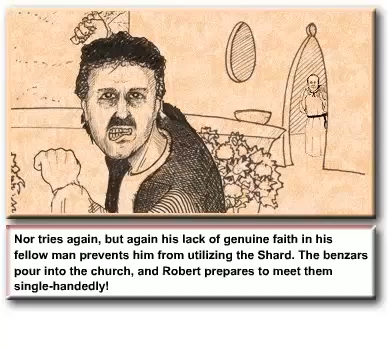 Nor tries again, but again his lack of genuine faith in his
fellow man prevents him from utilizing the Shard. The benzars
pour into the church, and Robert prepares to meet them
single-handedly!